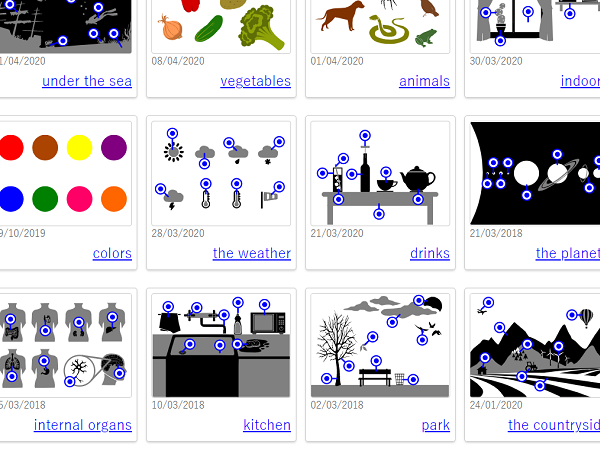 1/04/2020 08/04/2020 01/04/2020 30/03/2020
under the sea vegetables animals indoor
9/10/2019 28/03/2020 21/03/2020 21/03/2018
colors the weather drinks the planet
5/03/2018 10/03/2018 02/03/2018 24/01/2020
internal organs kitchen park the countrysid